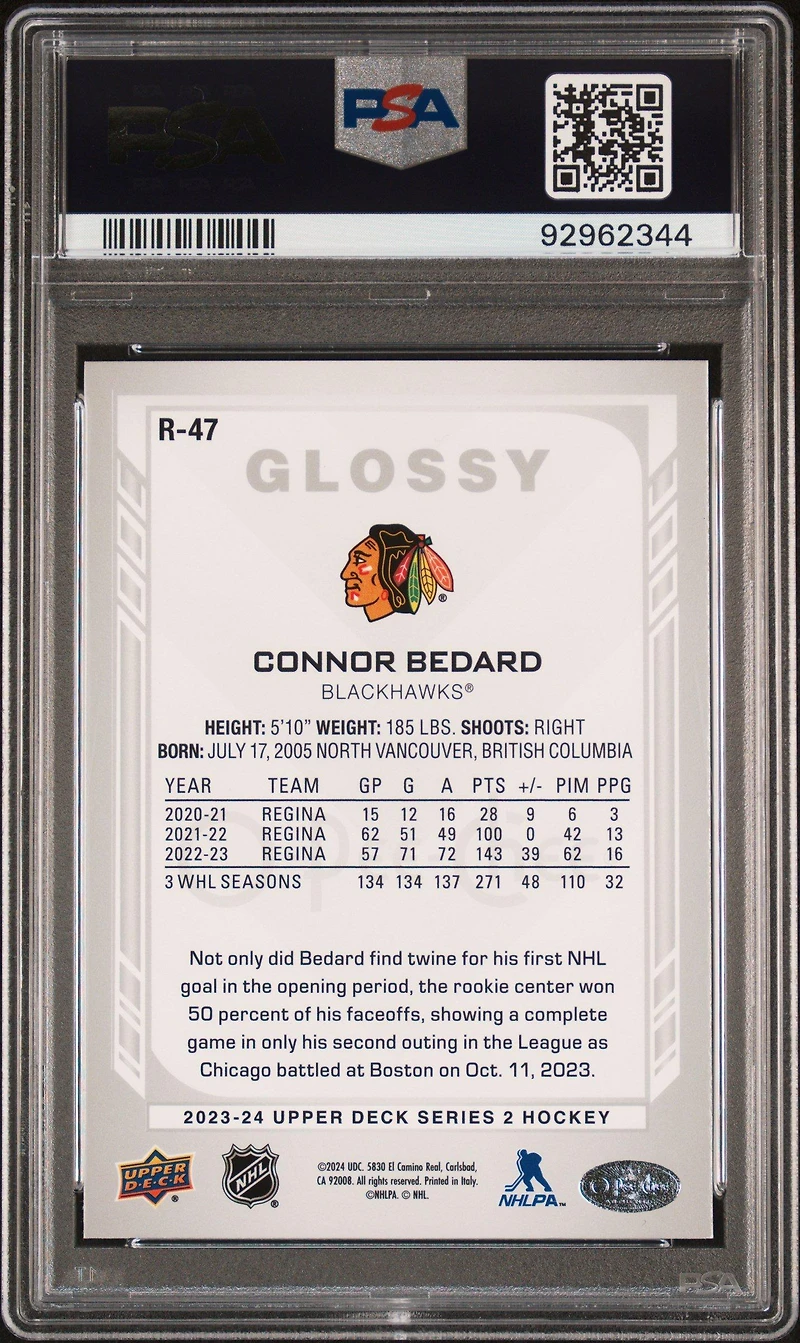 PSA
PSA
92962344
R-47
GLOSSY
®
CONNOR BEDARD
BLACKHAWKS®
HEIGHT: 5'10" WEIGHT: 185 LBS. SHOOTS: RIGHT
BORN: JULY 17, 2005 NORTH VANCOUVER, BRITISH COLUMBIA
YEAR TEAM GP G A PTS +/- PIM PPG
2020-21 REGINA 15 12 16 28 9 6 3
2021-22 REGINA 62 51 49 100 0 42 13
2022-23 REGINA 57 71 72 143 39 62 16
3 WHL SEASONS 134 134 137 271 48 110 32
Not only did Bedard find twine for his first NHL
goal in the opening period, the rookie center won
50 percent of his faceoffs, showing a complete
game in only his second outing in the League as
Chicago battled at Boston on Oct. 11, 2023.
2023-24 UPPER DECK SERIES 2 HOCKEY
UPPER DECK®
NHL®
©2024 UDC. 5830 El Camino Real, Carlsbad,
CA 92008. All rights reserved. Printed in Italy.
©NHLPA. © NHL.
NHLPA™
O-Pee-Chee
PSA